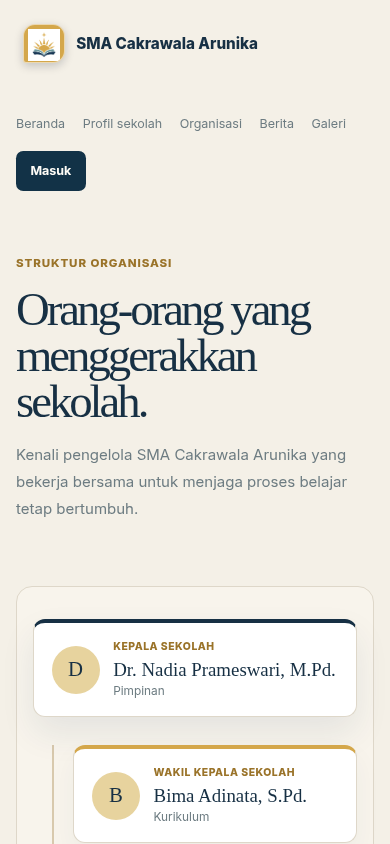 SMA Cakrawala Arunika
Beranda Profil sekolah Organisasi Berita Galeri
Masuk
STRUKTUR ORGANISASI
Orang-orang yang
menggerakkan
sekolah.
Kenali pengelola SMA Cakrawala Arunika yang
bekerja bersama untuk menjaga proses belajar
tetap bertumbuh.
D
KEPALA SEKOLAH
Dr. Nadia Prameswari, M.Pd.
Pimpinan
B
WAKIL KEPALA SEKOLAH
Bima Adinata, S.Pd.
Kurikulum